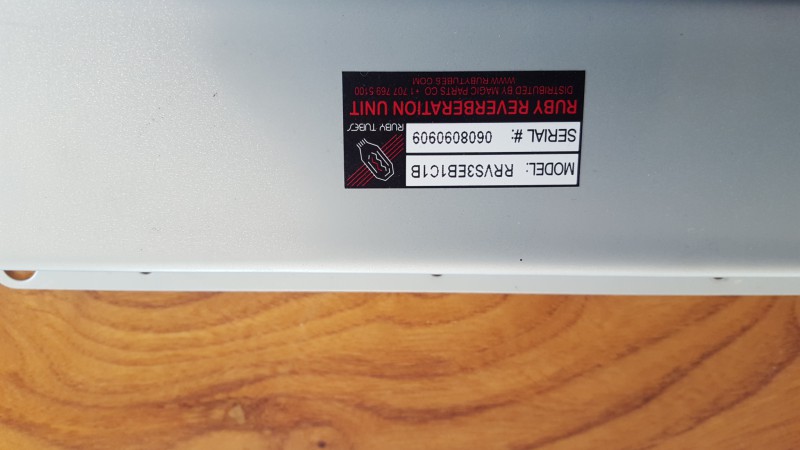 MODEL: RRVS3EB1C1B
SERIAL #: 0608090909
RUBY TUBES
RUBY REVERBERATION UNIT
DISTRIBUTED BY MAGIC PARTS CO +1 707 769 5100
WWW.RUBYTUBES.COM